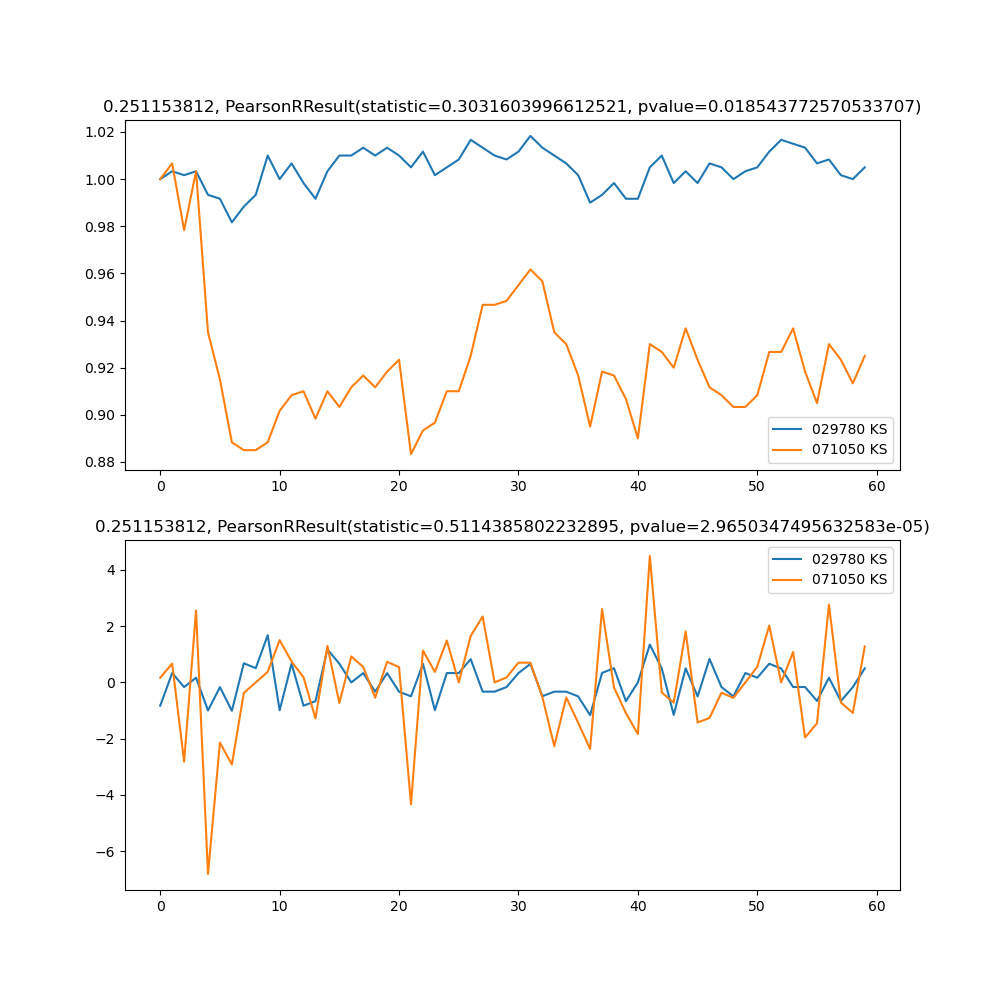 0.251153812, PearsonRResult(statistic=0.3031603996612521, pvalue=0.018543772570533707)
1.02
1.00
0.98
0.96
0.94
0.92
0.90
0.88
029780 KS
071050 KS
0 10 20 30 40 50 60
0.251153812, PearsonRResult(statistic=0.5114385802232895, pvalue=2.9650347495632583e-05)
029780 KS
071050 KS
4
2
0
−2
−4
−6
0 10 20 30 40 50 60